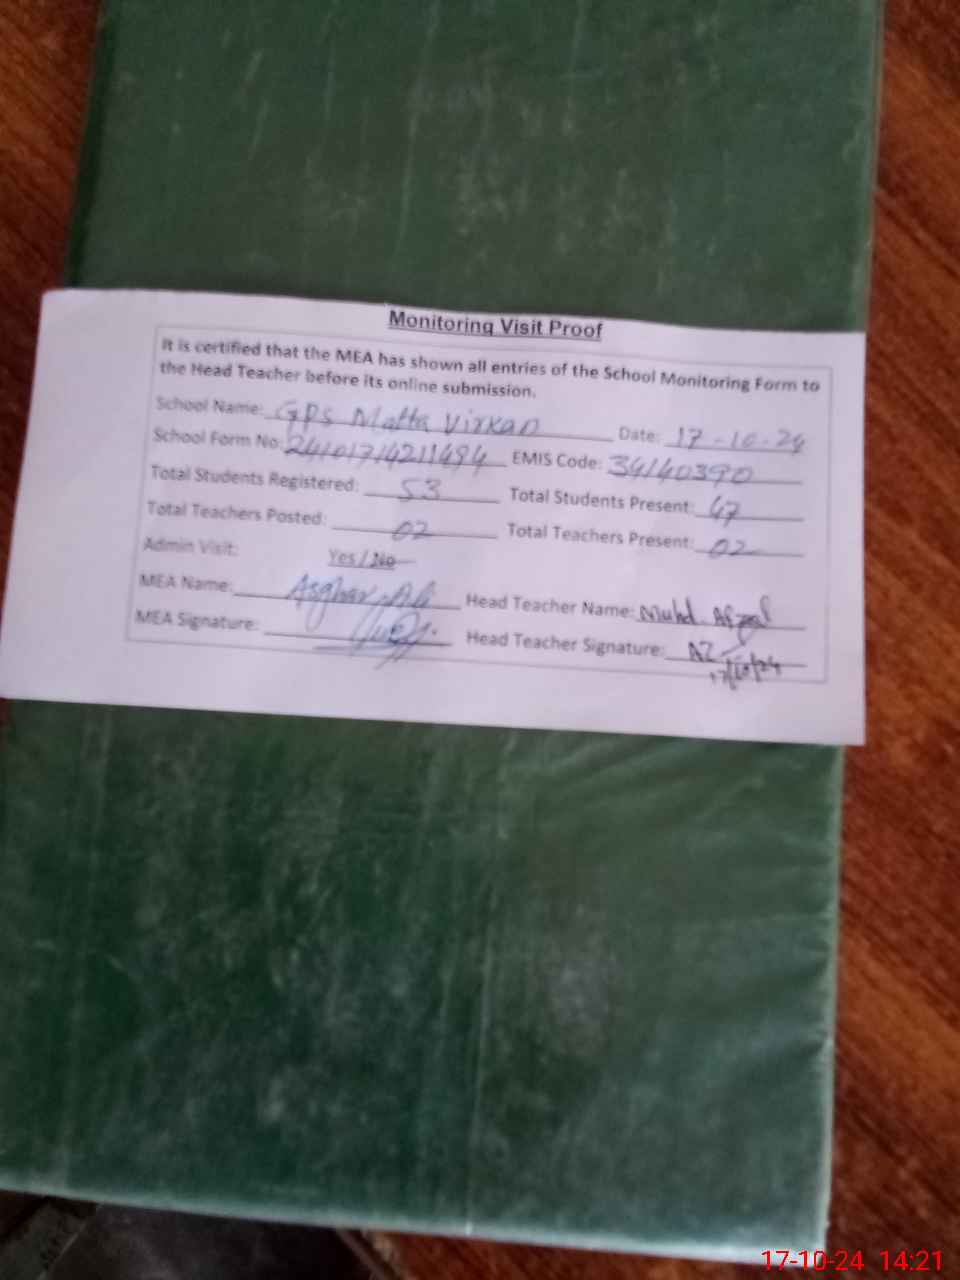 Monitoring Visit Proof
It is certified that the MEA has shown all entries of the School Monitoring Form to
the Head Teacher before its online submission.
School Name: GPS Matta Virkan Date: 17-10-24
School Form No: EMIS Code: 34140390
Total Students Registered: 53 Total Students Present: 47
Total Teachers Posted: 02 Total Teachers Present: 02
Admin Visit: Yes / No
MEA Name: Asghar Ali Head Teacher Name: Muhd Afzal
MEA Signature: Head Teacher Signature: AZ
17/10/24
17-10-24 14:21